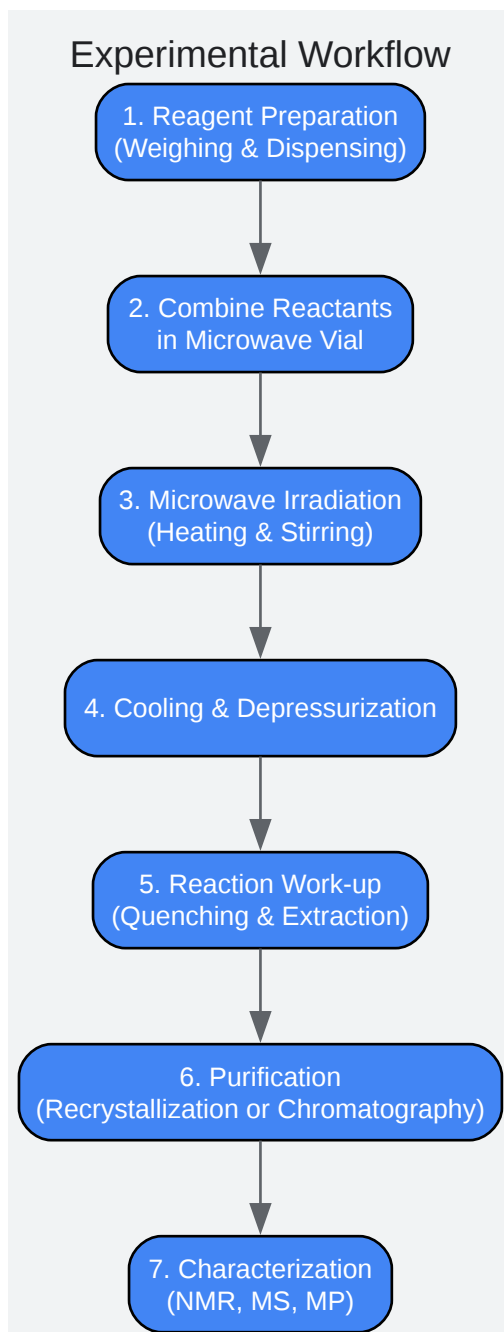 Experimental Workflow
1. Reagent Preparation
(Weighing & Dispensing)
2. Combine Reactants
in Microwave Vial
3. Microwave Irradiation
(Heating & Stirring)
4. Cooling & Depressurization
5. Reaction Work-up
(Quenching & Extraction)
6. Purification
(Recrystallization or Chromatography)
7. Characterization
(NMR, MS, MP)